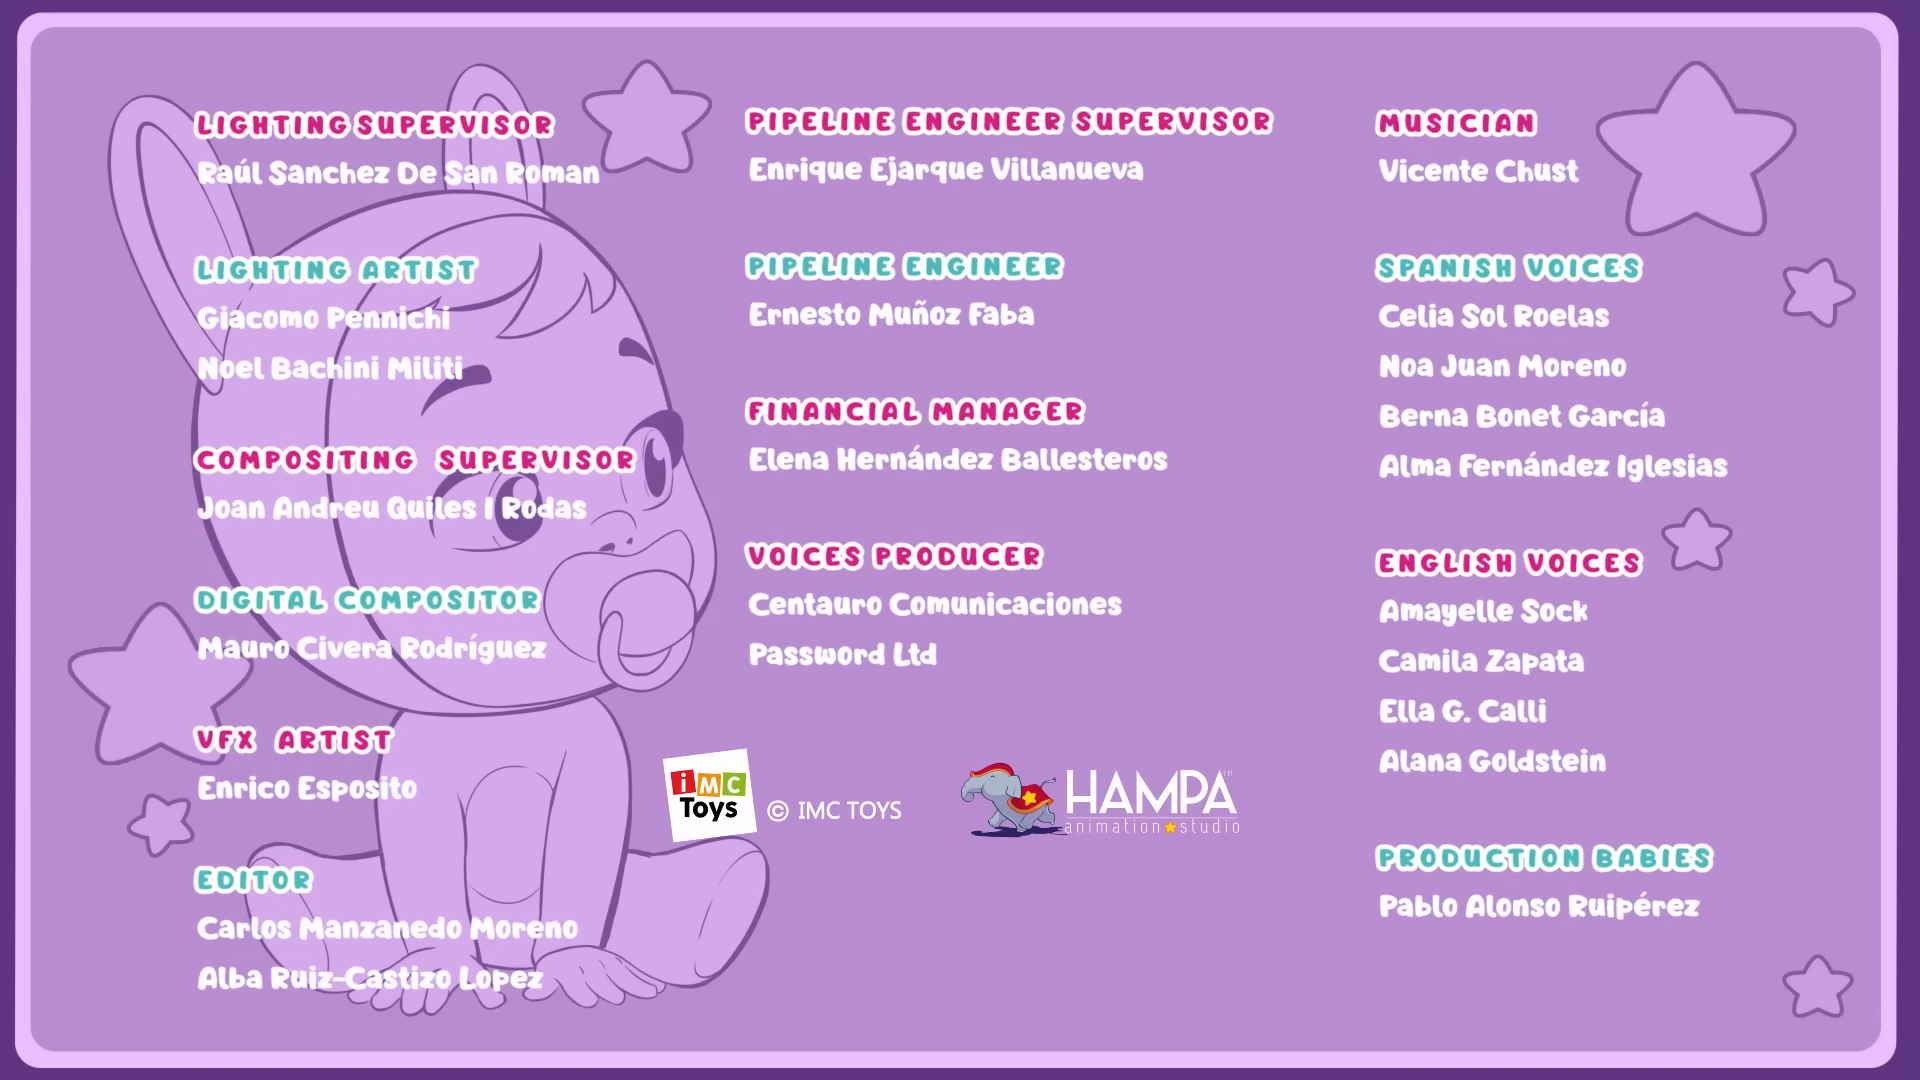 LIGHTING SUPERVISOR
Raúl Sanchez De San Roman
LIGHTING ARTIST
Giacomo Pennichi
Noel Bachini Militi
COMPOSITING SUPERVISOR
Joan Andreu Quiles I Rodas
DIGITAL COMPOSITOR
Mauro Civera Rodríguez
VFX ARTIST
Enrico Esposito
EDITOR
Carlos Manzanedo Moreno
Alba Ruiz-Castizo Lopez
PIPELINE ENGINEER SUPERVISOR
Enrique Ejarque Villanueva
PIPELINE ENGINEER
Ernesto Muñoz Faba
FINANCIAL MANAGER
Elena Hernández Ballesteros
VOICES PRODUCER
Centauro Comunicaciones
Password Ltd
iMC
Toys
© IMC TOYS
HAMPA™
animation studio
MUSICIAN
Vicente Chust
SPANISH VOICES
Celia Sol Roelas
Noa Juan Moreno
Berna Bonet García
Alma Fernández Iglesias
ENGLISH VOICES
Amayelle Sock
Camila Zapata
Ella G. Calli
Alana Goldstein
PRODUCTION BABIES
Pablo Alonso Ruipérez